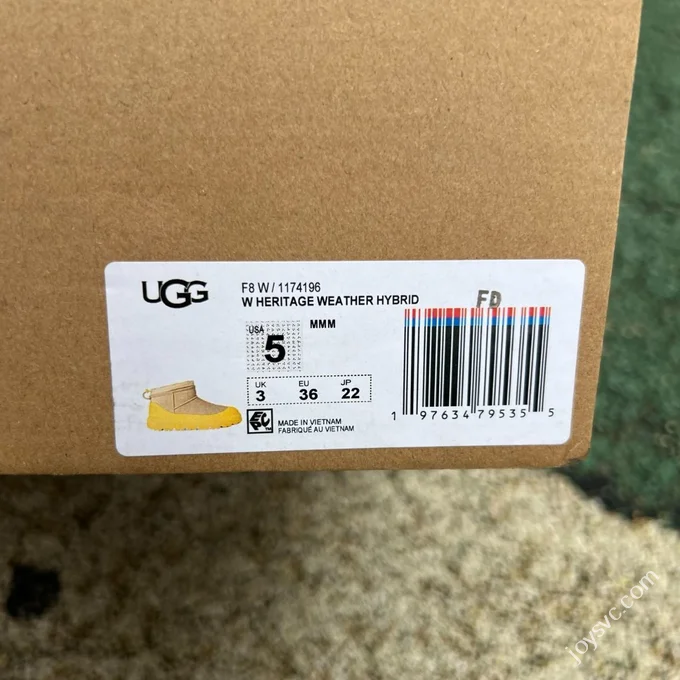 UGG
F8 W / 1174196
W HERITAGE WEATHER HYBRID
FD
USA
5
MMM
UK EU JP
3 36 22
MADE IN VIETNAM
FABRIQUÉ AU VIETNAM
1 97634 79535 5
joysvc.com